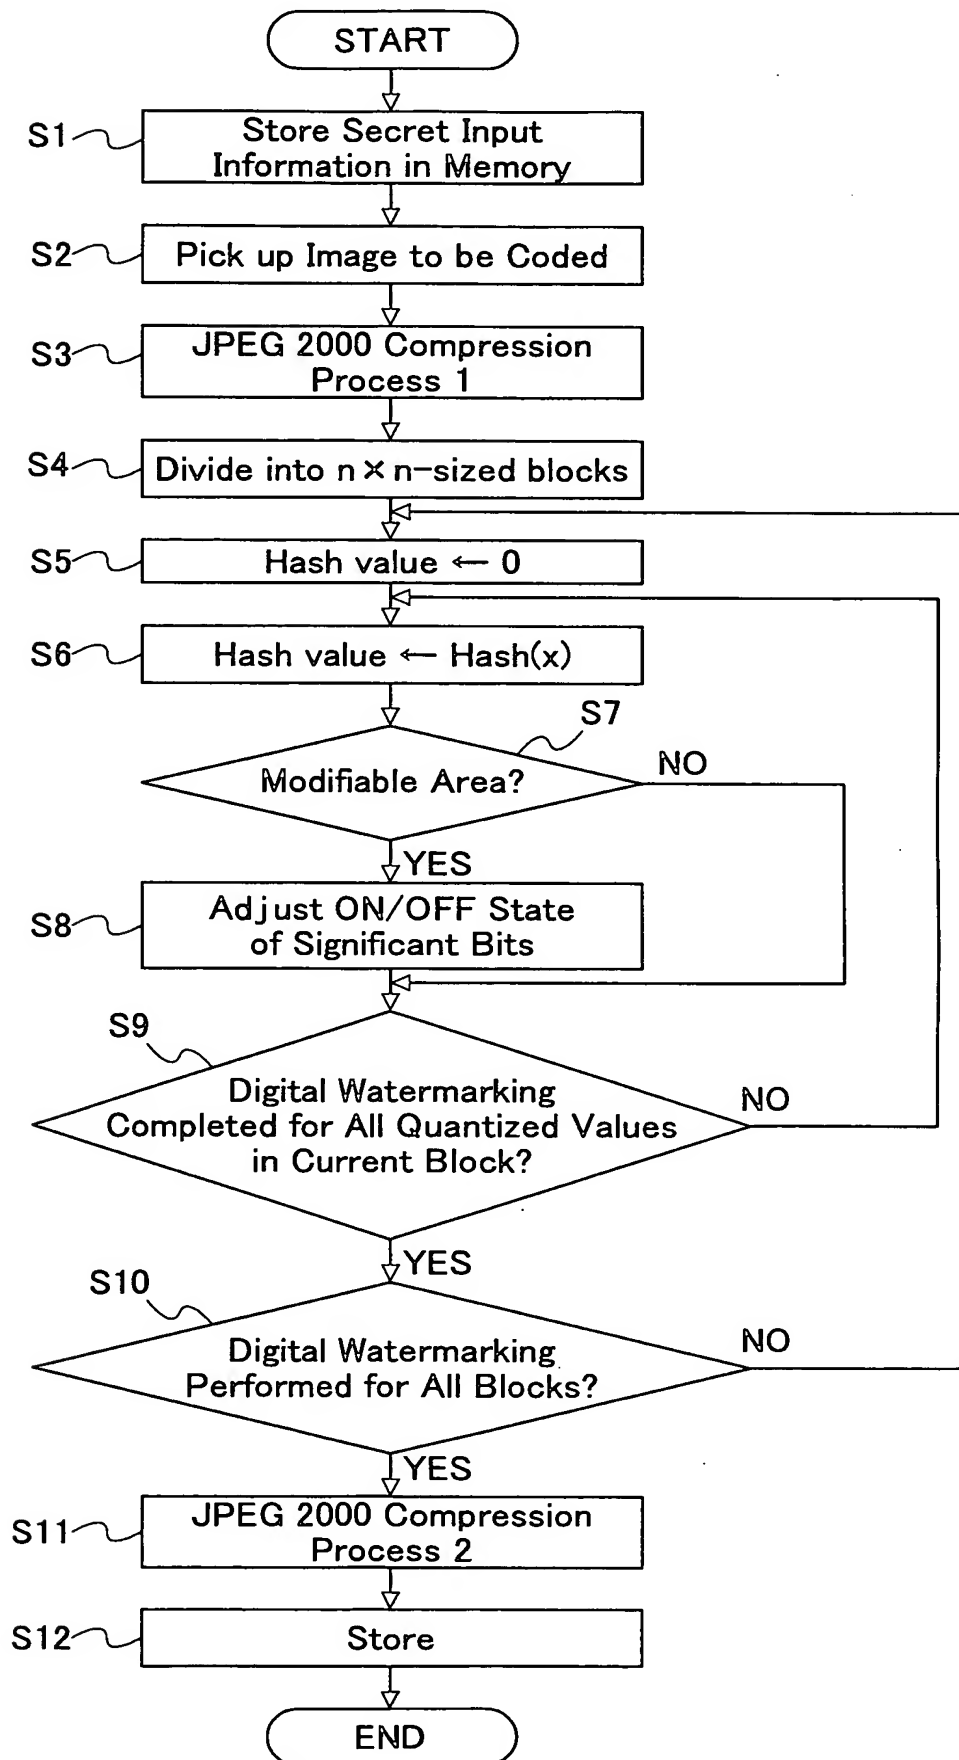 START
S1
Store Secret Input
Information in Memory
S2
Pick up Image to be Coded
S3
JPEG 2000 Compression
Process 1
S4
Divide into n × n-sized blocks
S5
Hash value ← 0
S6
Hash value ← Hash(x)
S7
Modifiable Area?
NO
YES
S8
Adjust ON/OFF State
of Significant Bits
S9
Digital Watermarking
Completed for All Quantized Values
in Current Block?
NO
YES
S10
Digital Watermarking
Performed for All Blocks?
NO
YES
S11
JPEG 2000 Compression
Process 2
S12
Store
END